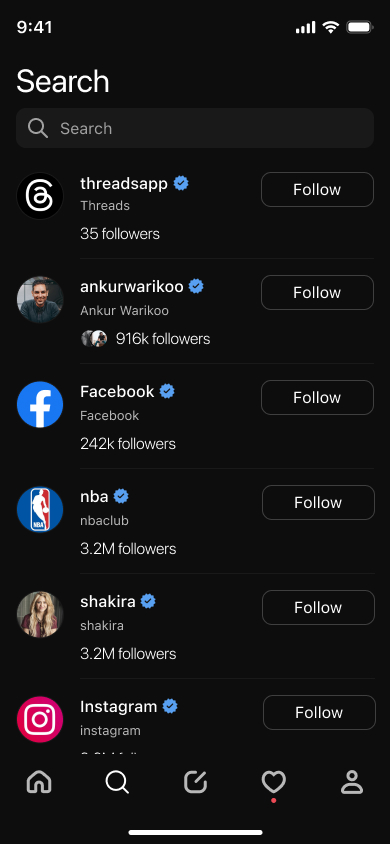 9:41
Search
Search
threadsapp
Threads
35 followers
Follow
ankurwarikoo
Ankur Warikoo
916k followers
Follow
Facebook
Facebook
242k followers
Follow
nba
nbaclub
NBA
3.2M followers
Follow
shakira
shakira
3.2M followers
Follow
Instagram
instagram
Follow